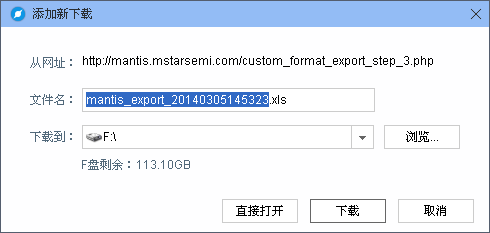 添加新下载
从网址： http://mantis.mstarsemi.com/custom_format_export_step_3.php
文件名： mantis_export_20140305145323.xls
下载到： F:\ 浏览...
F盘剩余：113.10GB
直接打开 下载 取消